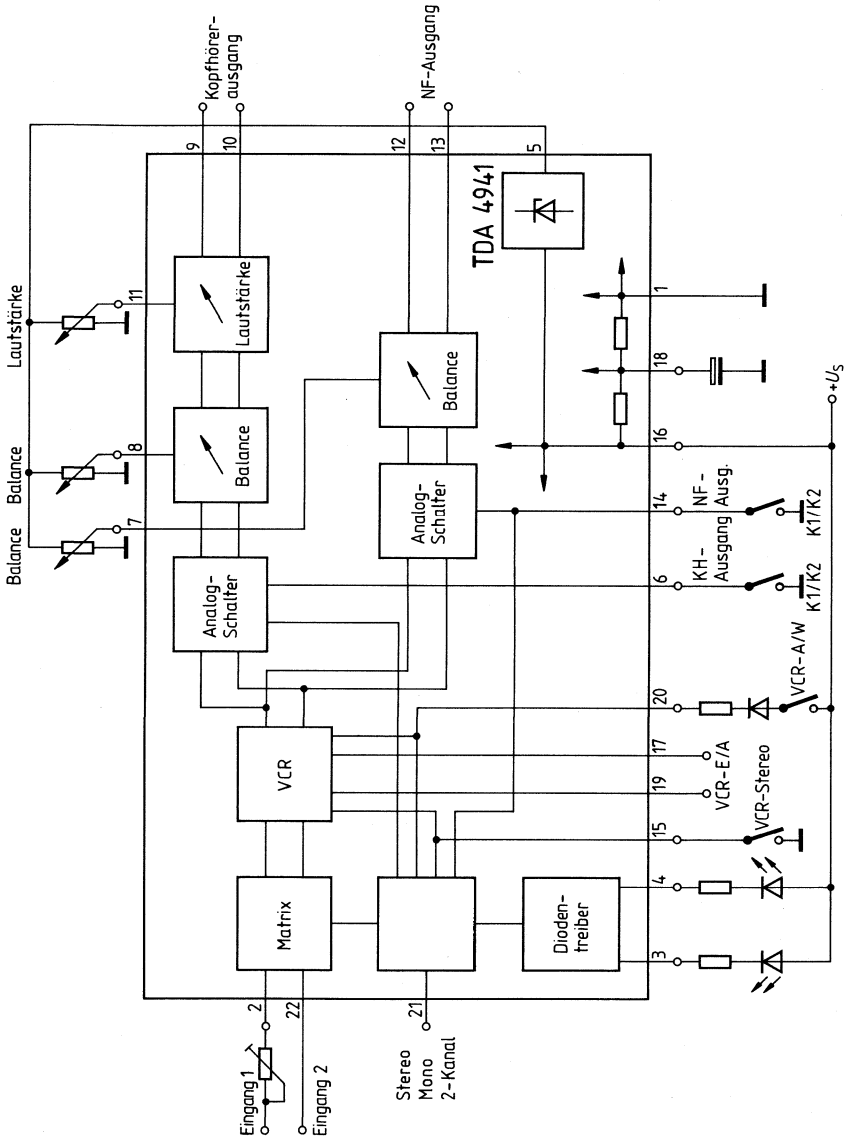 Lautstärke
Balance
Balance
11
8
7
Kopfhörer-
ausgang
9
10
NF-Ausgang
12
13
5
TDA 4941
Lautstärke
Balance
Analog-
Schalter
Balance
Analog-
Schalter
VCR
Matrix
Dioden-
treiber
2
22
21
Eingang 1
Eingang 2
Stereo
Mono
2-Kanal
1
18
16
14
6
20
17
19
15
4
3
NF-
Ausg.
KH-
Ausgang
K1/K2
K1/K2
VCR-A/W
VCR-E/A
VCR-Stereo
+US